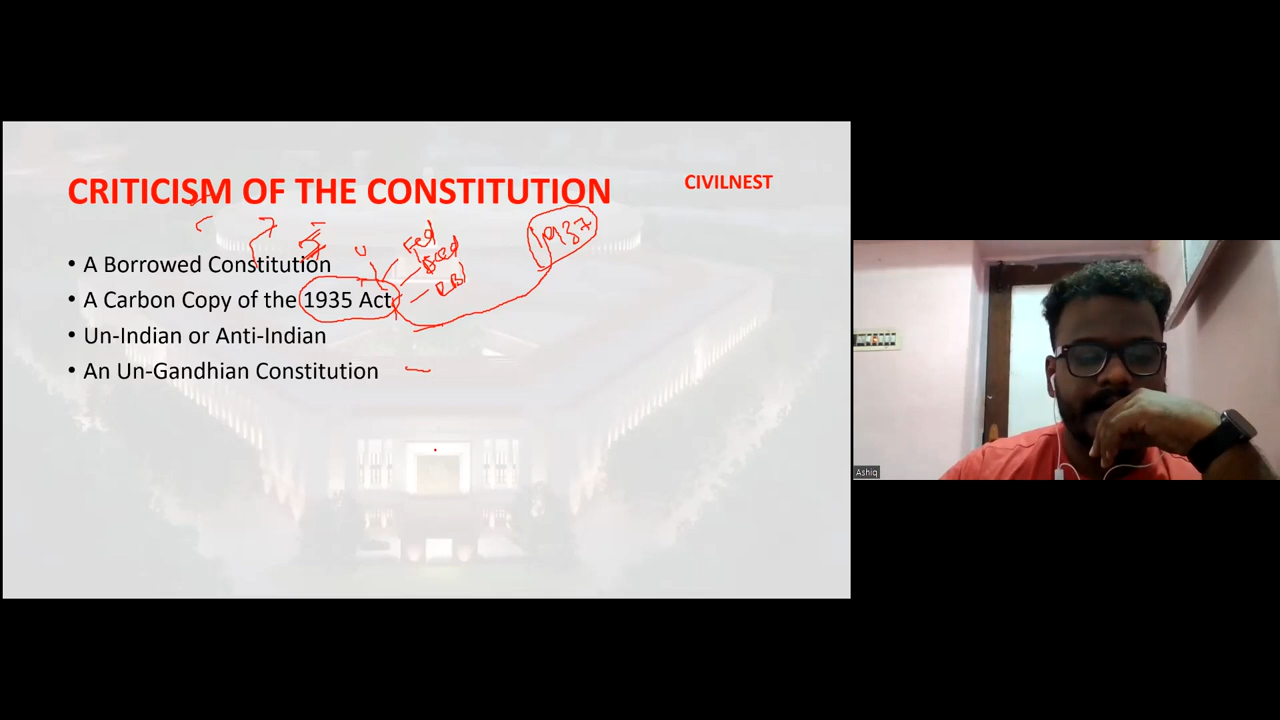 CRITICISM OF THE CONSTITUTION
CIVILNEST
1937
Fed
• A Borrowed Constitution
• A Carbon Copy of the 1935 Act
• Un-Indian or Anti-Indian
• An Un-Gandhian Constitution
Ashiq